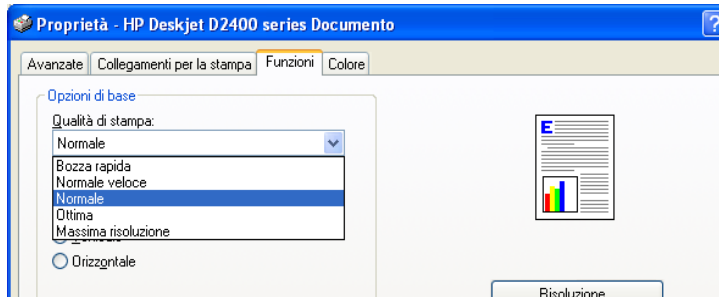 Proprietà - HP Deskjet D2400 series Documento
?
Avanzate Collegamenti per la stampa Funzioni Colore
Opzioni di base
Qualità di stampa:
Normale
E
Bozza rapida
Normale veloce
Normale
Ottima
Massima risoluzione
Orizzontale
Risoluzione